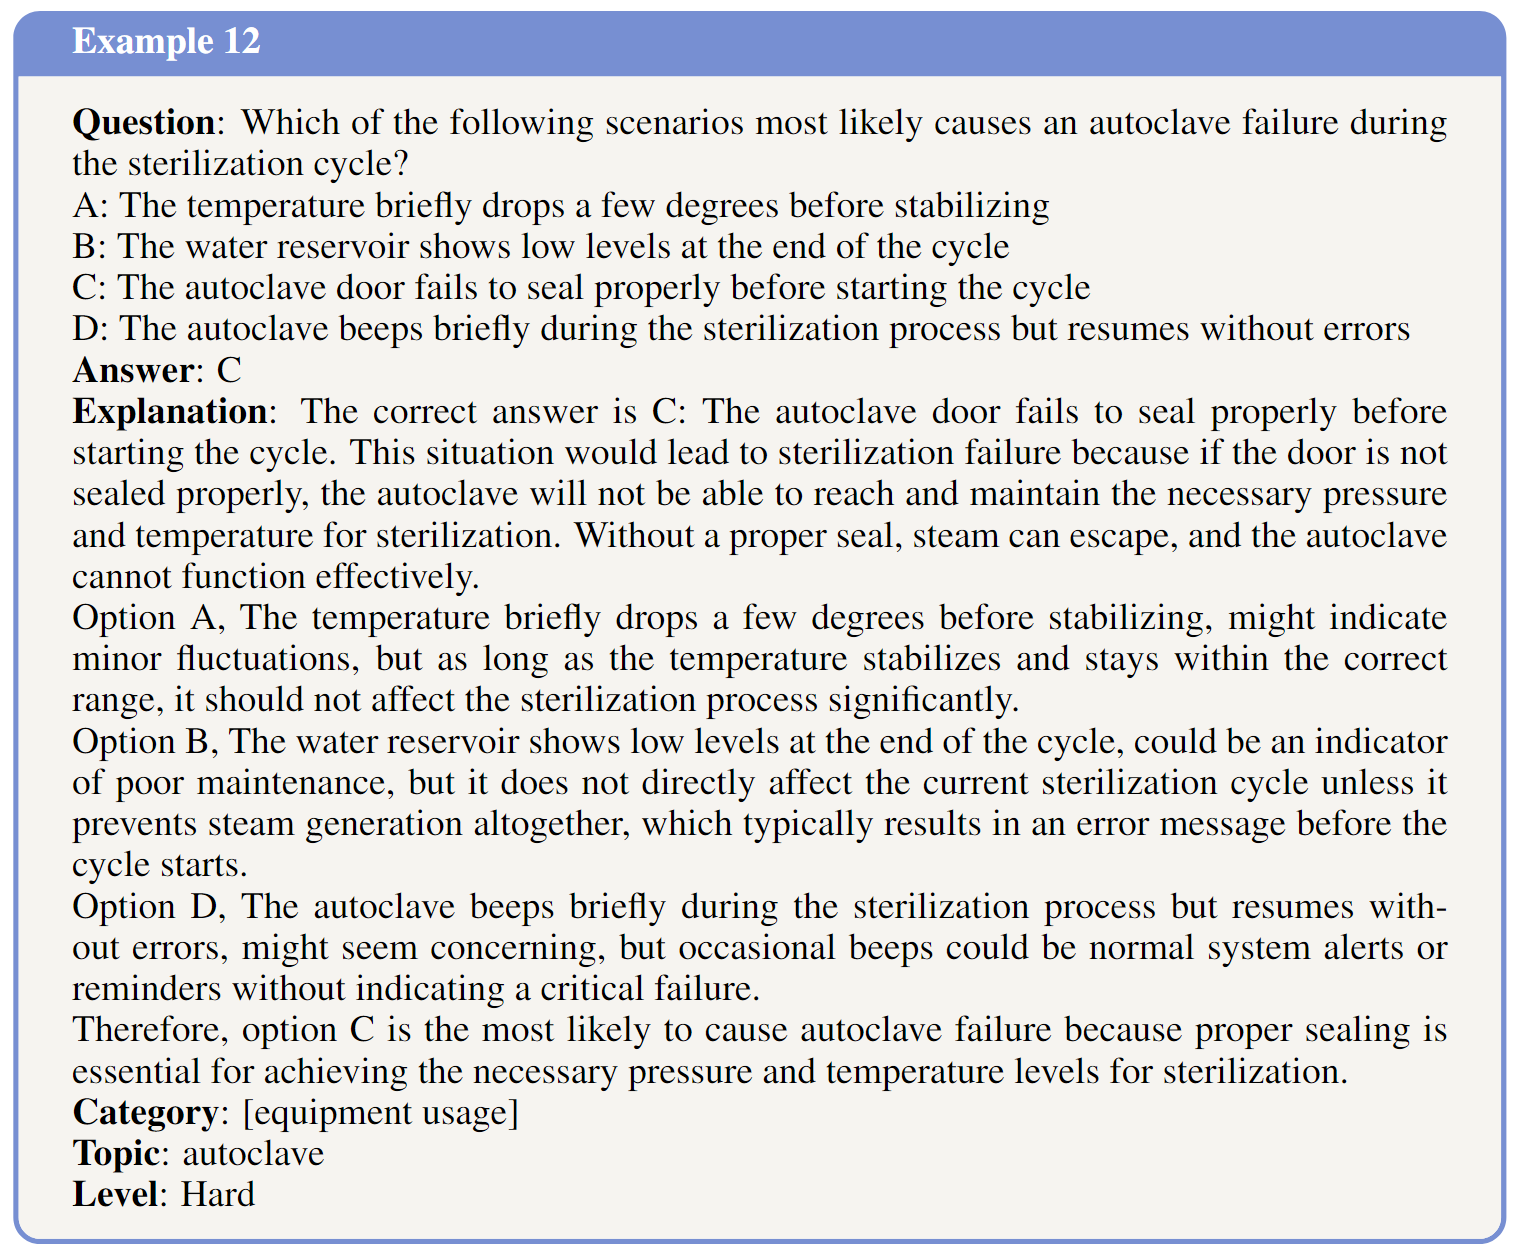 Example 12
Question: Which of the following scenarios most likely causes an autoclave failure during
the sterilization cycle?
A: The temperature briefly drops a few degrees before stabilizing
B: The water reservoir shows low levels at the end of the cycle
C: The autoclave door fails to seal properly before starting the cycle
D: The autoclave beeps briefly during the sterilization process but resumes without errors
Answer: C
Explanation: The correct answer is C: The autoclave door fails to seal properly before
starting the cycle. This situation would lead to sterilization failure because if the door is not
sealed properly, the autoclave will not be able to reach and maintain the necessary pressure
and temperature for sterilization. Without a proper seal, steam can escape, and the autoclave
cannot function effectively.
Option A, The temperature briefly drops a few degrees before stabilizing, might indicate
minor fluctuations, but as long as the temperature stabilizes and stays within the correct
range, it should not affect the sterilization process significantly.
Option B, The water reservoir shows low levels at the end of the cycle, could be an indicator
of poor maintenance, but it does not directly affect the current sterilization cycle unless it
prevents steam generation altogether, which typically results in an error message before the
cycle starts.
Option D, The autoclave beeps briefly during the sterilization process but resumes with-
out errors, might seem concerning, but occasional beeps could be normal system alerts or
reminders without indicating a critical failure.
Therefore, option C is the most likely to cause autoclave failure because proper sealing is
essential for achieving the necessary pressure and temperature levels for sterilization.
Category: [equipment usage]
Topic: autoclave
Level: Hard